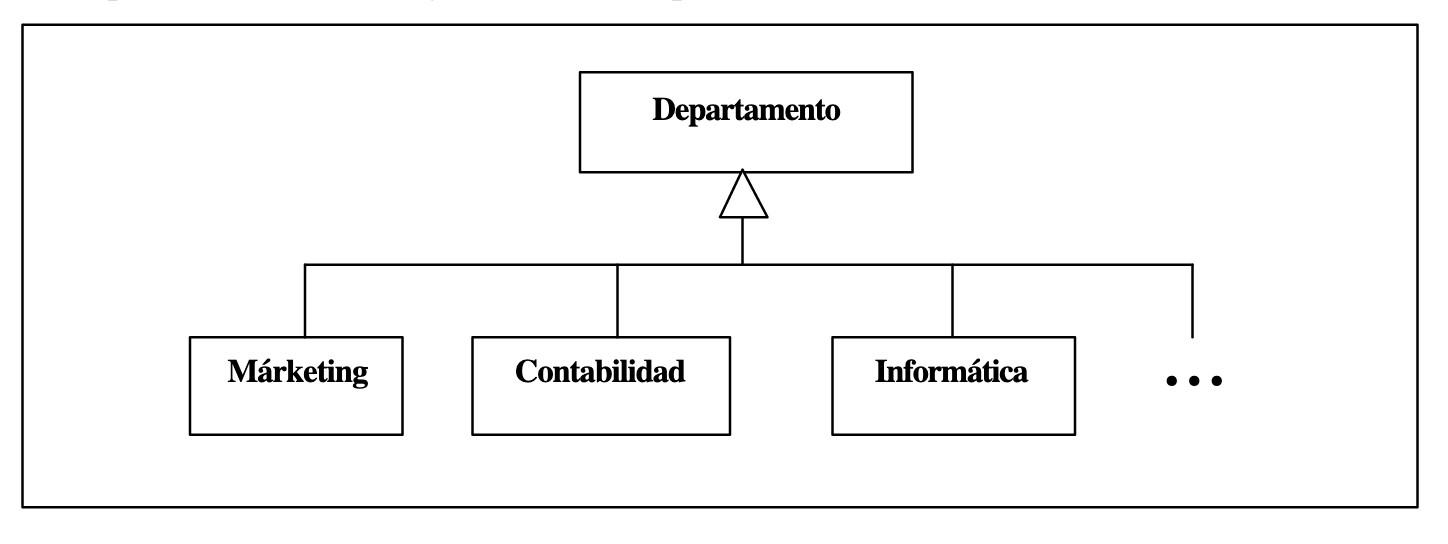 Departamento
Márketing Contabilidad Informática ...